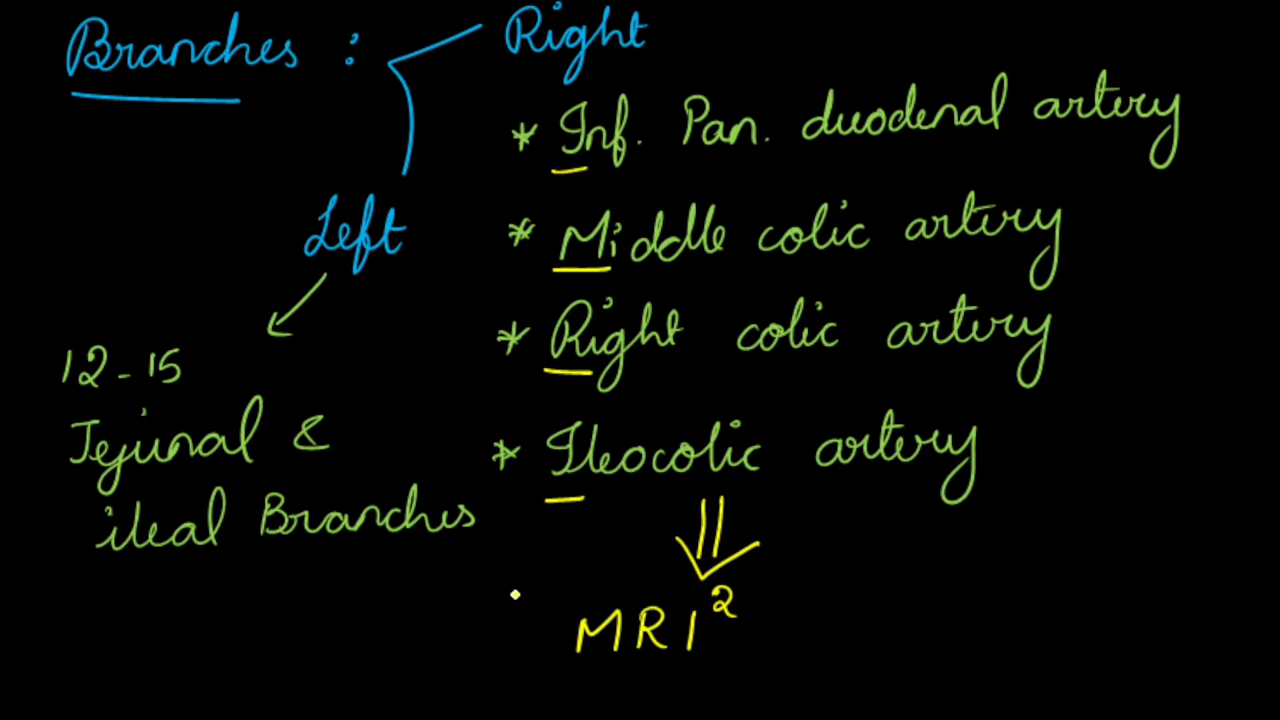 Branches : Right
* Inf. Pan. duodenal artery
* Middle colic artery
* Right colic artery
* Ileocolic artery
MRI²
Left
12-15
Jejunal &
ileal Branches